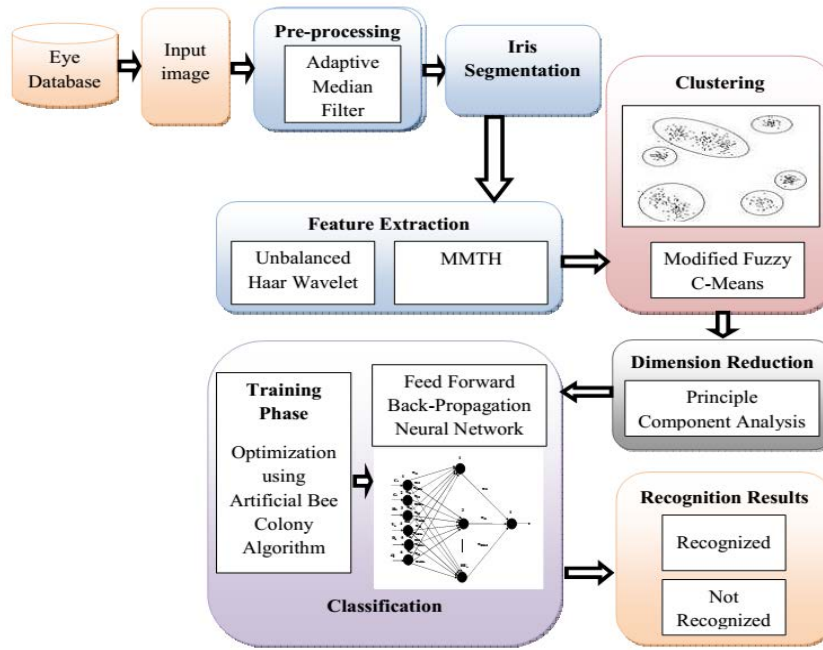 Eye
Database
Input
image
Pre-processing
Adaptive
Median
Filter
Iris
Segmentation
Clustering
Modified Fuzzy
C-Means
Feature Extraction
Unbalanced
Haar Wavelet
MMTH
Dimension Reduction
Principle
Component Analysis
Training
Phase
Optimization
using
Artificial Bee
Colony
Algorithm
Feed Forward
Back-Propagation
Neural Network
Classification
Recognition Results
Recognized
Not
Recognized